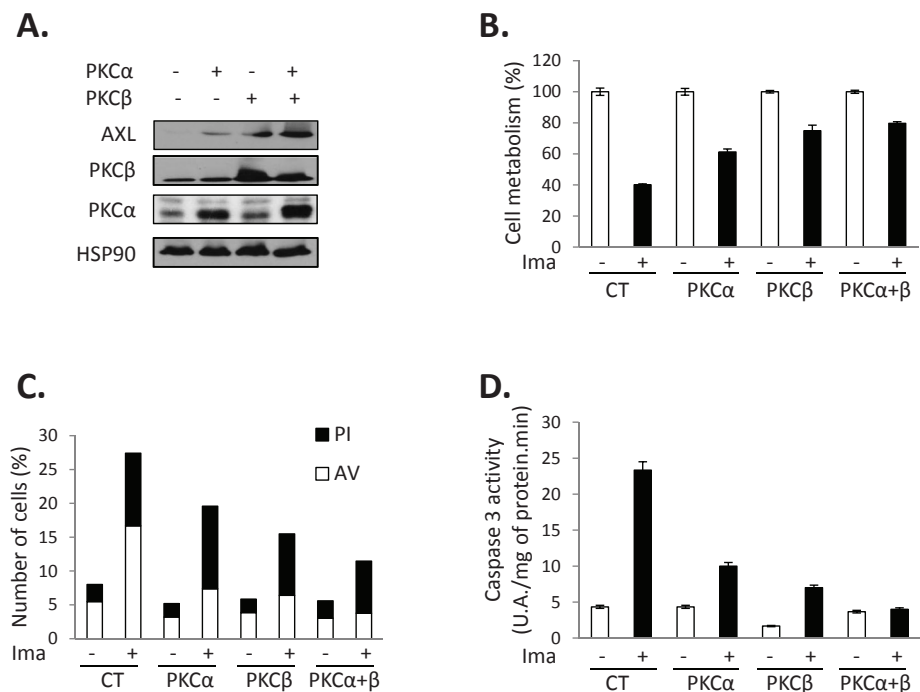 A.
PKCα - + - +
PKCβ - - + +
AXL
PKCβ
PKCα
HSP90
B.
Cell metabolism (%)
120
100
80
60
40
20
0
Ima - + - + - + - +
CT PKCα PKCβ PKCα+β
C.
Number of cells (%)
30
25
20
15
10
5
0
PI
AV
Ima - + - + - + - +
CT PKCα PKCβ PKCα+β
D.
Caspase 3 activity
(U.A./mg of protein.min)
30
25
20
15
10
5
0
Ima - + - + - + - +
CT PKCα PKCβ PKCα+β